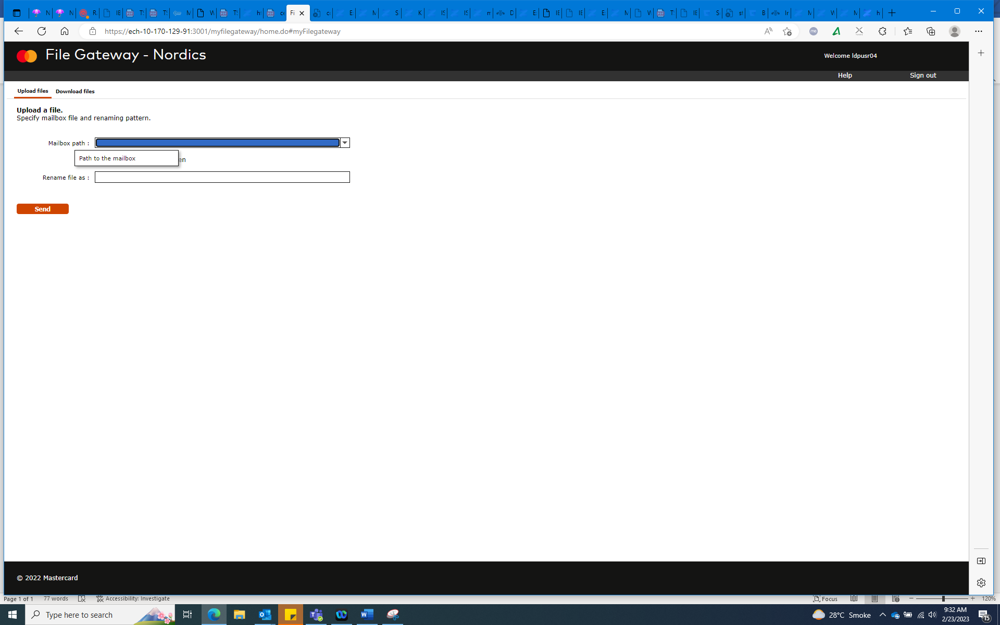 https://ech-10-170-129-91:3001/myfilegateway/home.do#myFilegateway
File Gateway - Nordics
Welcome ldpusr04
Help
Sign out
Upload files
Download files
Upload a file.
Specify mailbox file and renaming pattern.
Mailbox path :
Path to the mailbox
en
Rename file as :
Send
© 2022 Mastercard
Page 1 of 1
77 words
Accessibility: Investigate
Focus
120%
Type here to search
28°C
Smoke
9:32 AM
2/23/2023
15